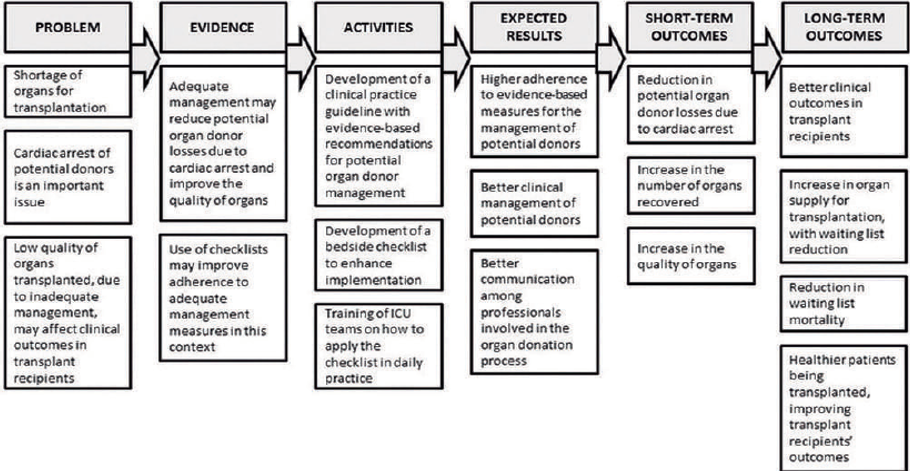 PROBLEM
Shortage of
organs for
transplantation
Cardiac arrest of
potential donors
is an important
issue
Low quality of
organs
transplanted, due
to inadequate
management,
may affect clinical
outcomes in
transplant
recipients
EVIDENCE
Adequate
management may
reduce potential
organ donor
losses due to
cardiac arrest and
improve the
quality of organs
Use of checklists
may improve
adherence to
adequate
management
measures in this
context
ACTIVITIES
Development of a
clinical practice
guideline with
evidence-based
recommendations
for potential
organ donor
management
Development of a
bedside checklist
to enhance
implementation
Training of ICU
teams on how to
apply the
checklist in daily
practice
EXPECTED
RESULTS
Higher adherence
to evidence-based
measures for the
management of
potential donors
Better clinical
management of
potential donors
Better
communication
among
professionals
involved in the
organ donation
process
SHORT-TERM
OUTCOMES
Reduction in
potential organ
donor losses due
to cardiac arrest
Increase in the
number of organs
recovered
Increase in the
quality of organs
LONG-TERM
OUTCOMES
Better clinical
outcomes in
transplant
recipients
Increase in organ
supply for
transplantation,
with waiting list
reduction
Reduction in
waiting list
mortality
Healthier patients
being
transplanted,
improving
transplant
recipients'
outcomes